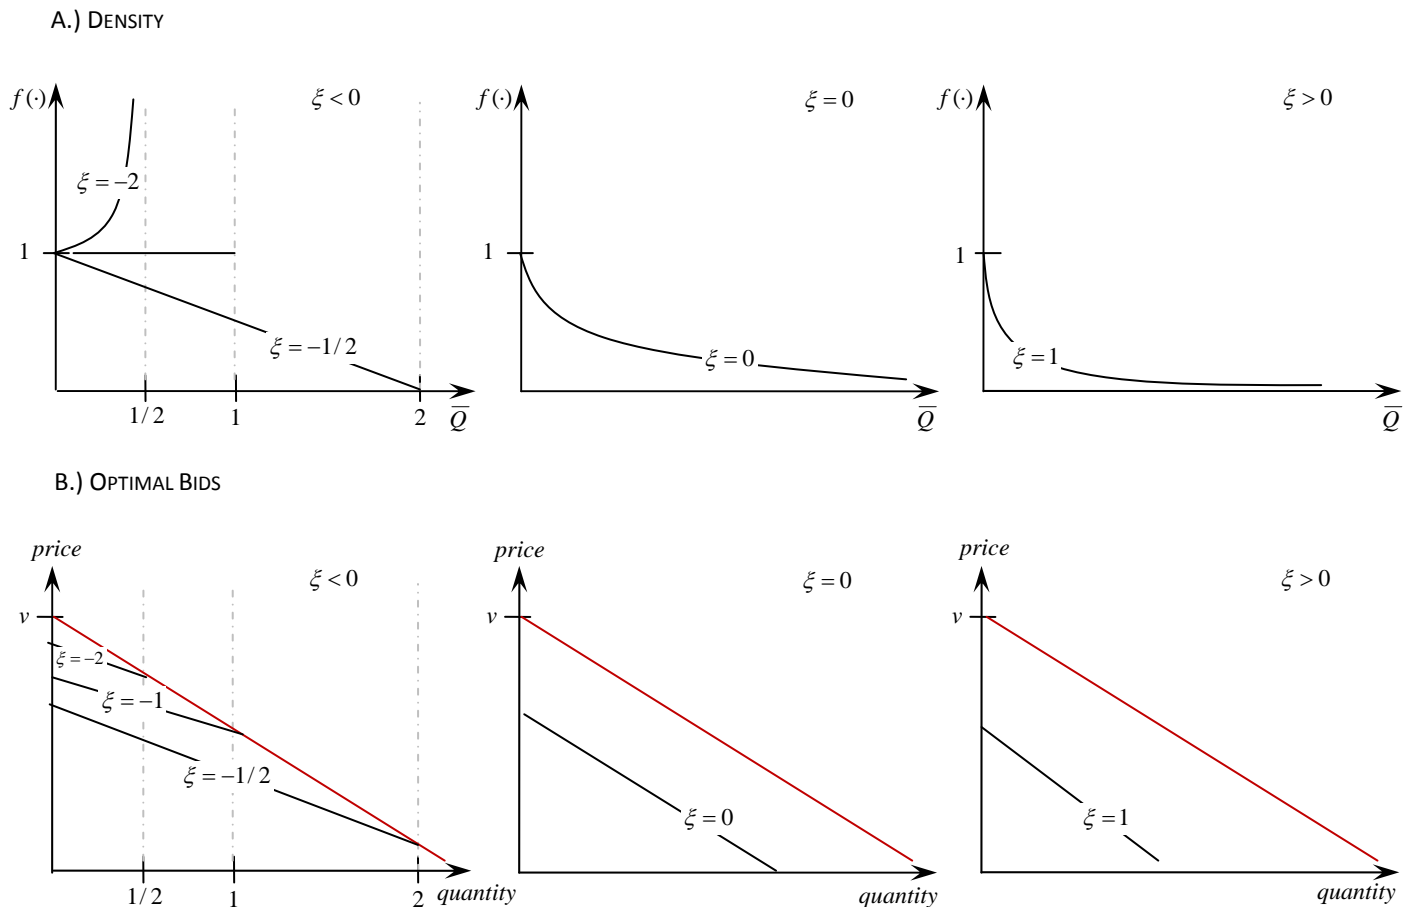 A.) DENSITY
f(·)
ξ < 0
ξ = −2
1
ξ = −1/2
1/2
1
2
Q̅
f(·)
ξ = 0
1
ξ = 0
Q̅
f(·)
ξ > 0
1
ξ = 1
Q̅
B.) OPTIMAL BIDS
price
ξ < 0
v
ξ = −2
ξ = −1
ξ = −1/2
1/2
1
2
quantity
price
ξ = 0
v
ξ = 0
quantity
price
ξ > 0
v
ξ = 1
quantity